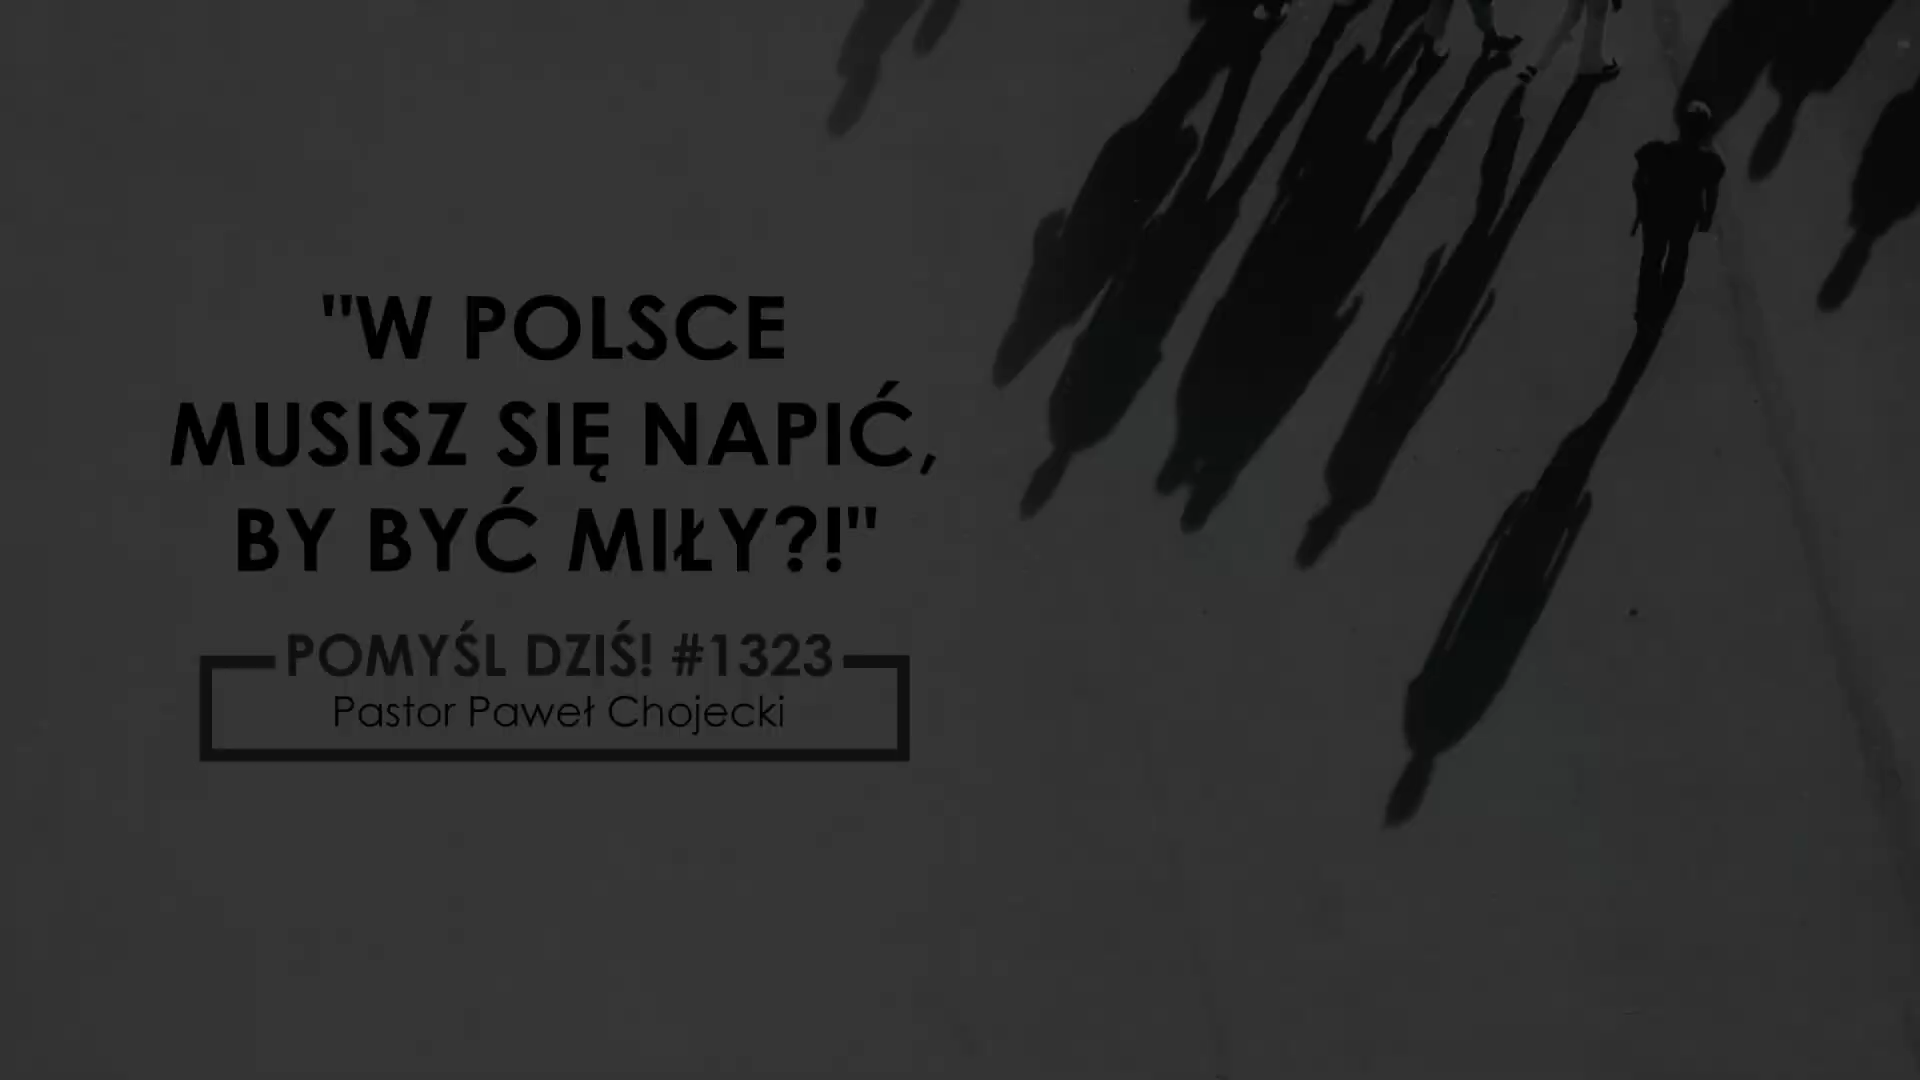 "W POLSCE
MUSISZ SIĘ NAPIĆ,
BY BYĆ MIŁY?!"
POMYŚL DZIŚ! #1323
Pastor Paweł Chojecki